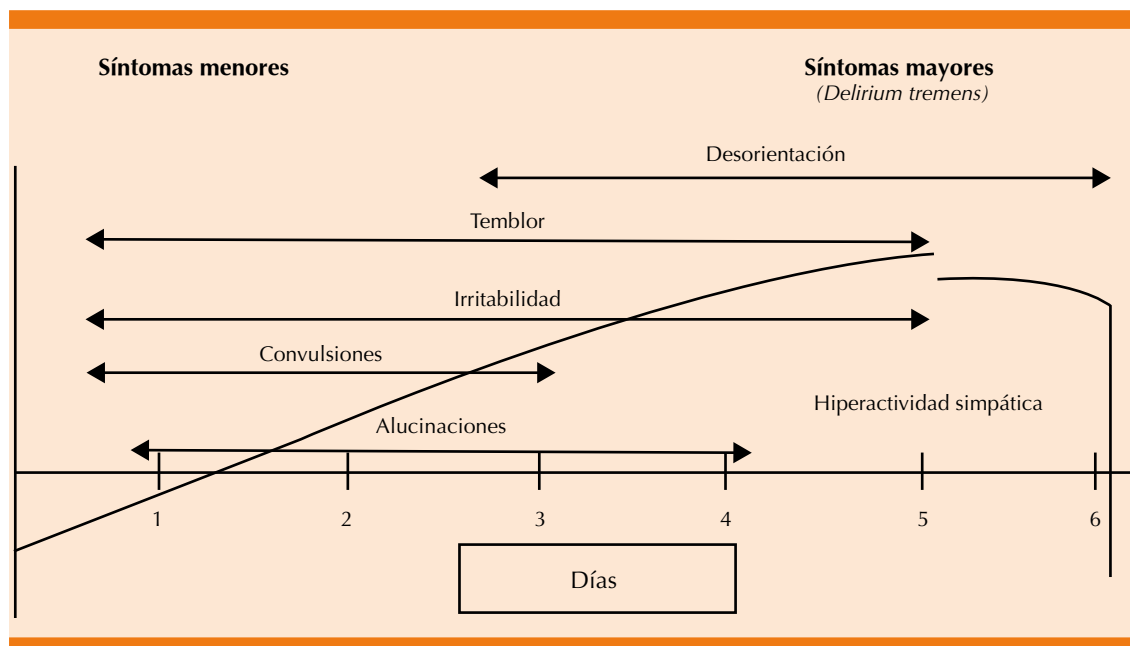 Síntomas menores
Síntomas mayores
(Delirium tremens)
Desorientación
Temblor
Irritabilidad
Convulsiones
Hiperactividad simpática
Alucinaciones
1 2 3 4 5 6
Días